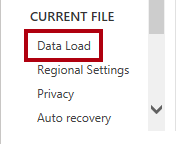 CURRENT FILE
Data Load
Regional Settings
Privacy
Auto recovery